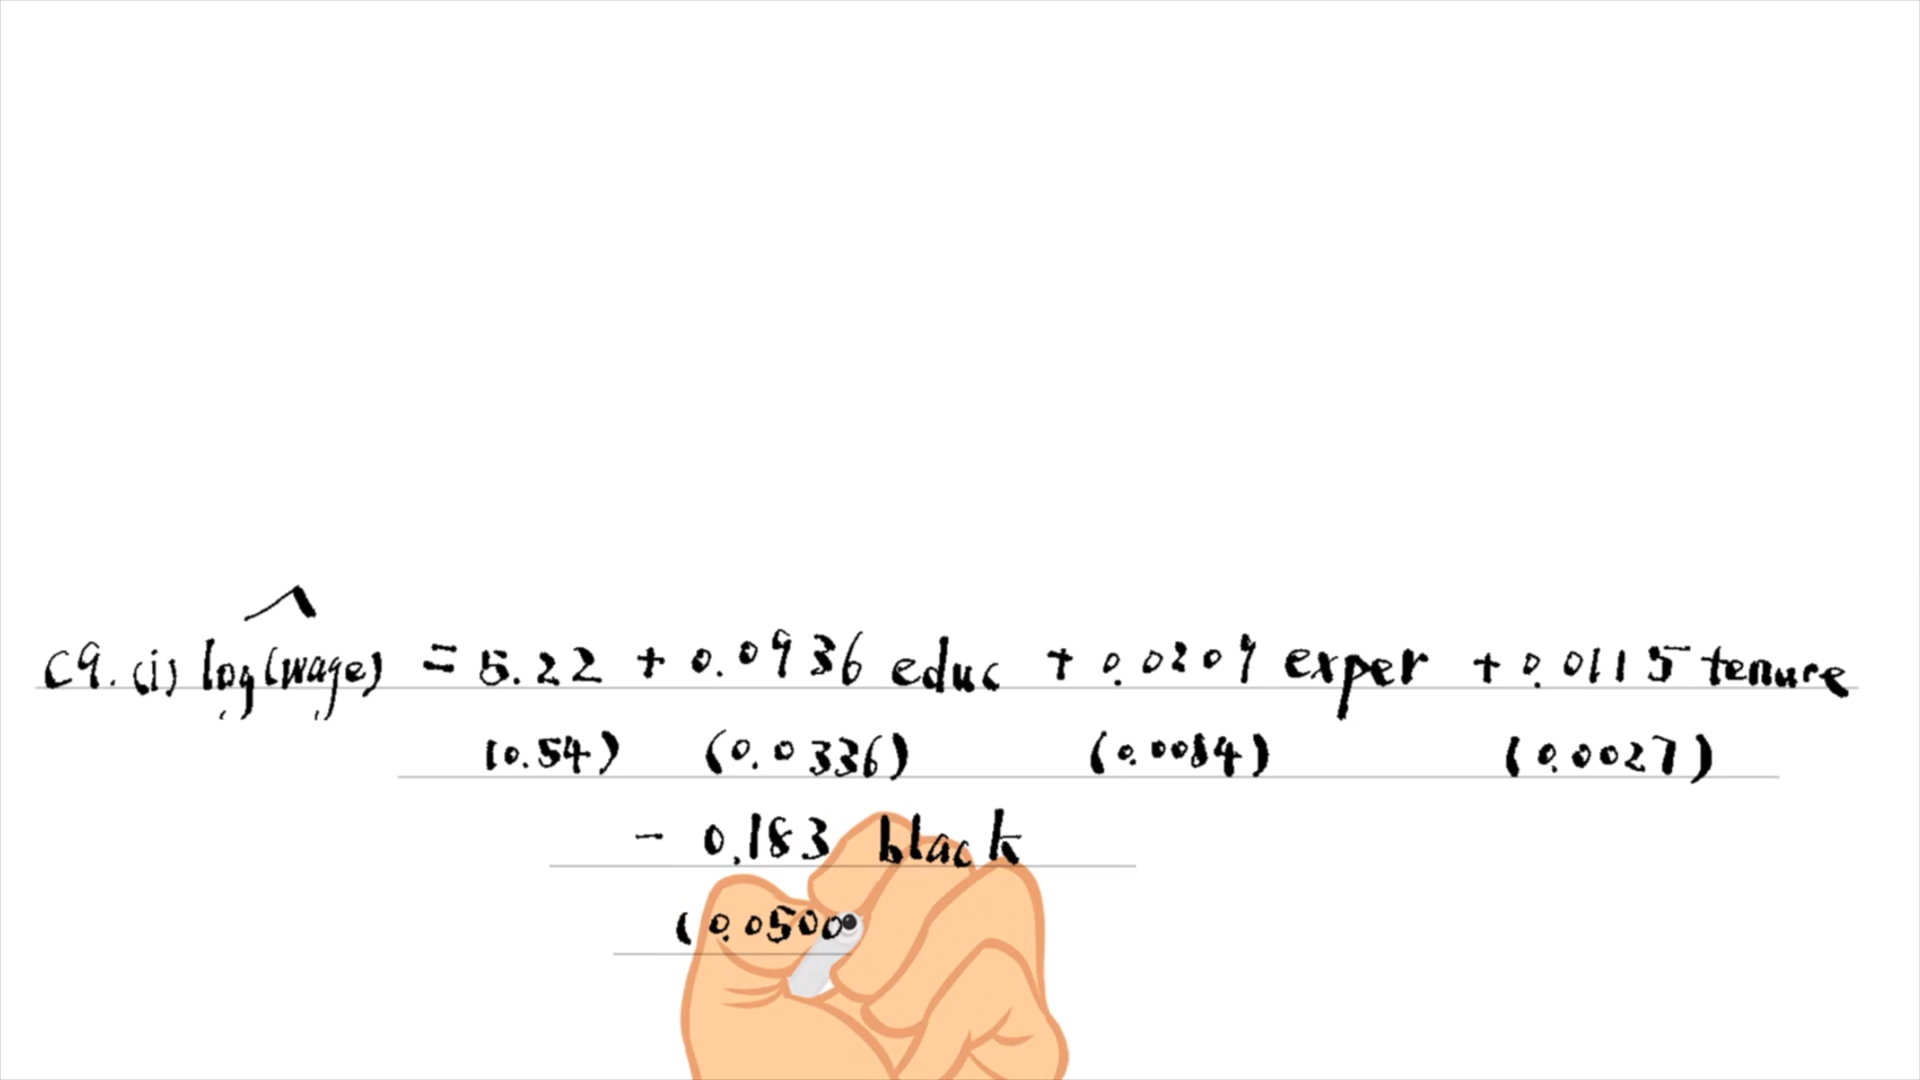 C9. (i) log(wage) = 5.22 + 0.0936 educ + 0.0209 exper + 0.0115 tenure
(0.54) (0.0336) (0.0084) (0.0027)
- 0.183 black
(0.0500